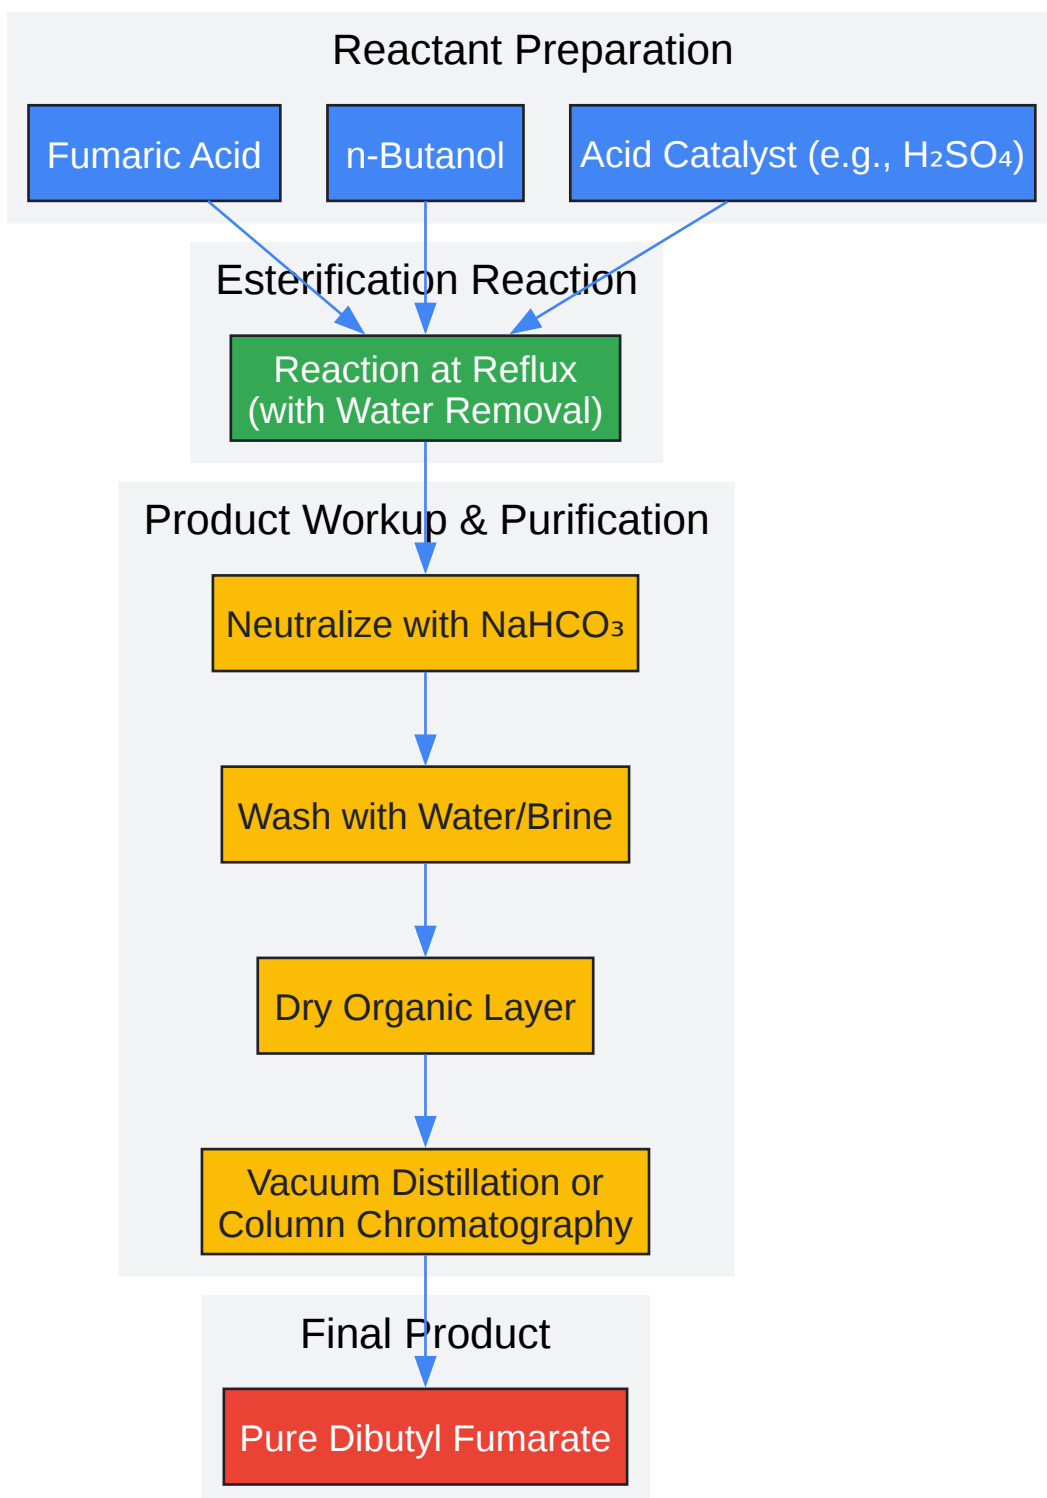 Reactant Preparation
Fumaric Acid
n-Butanol
Acid Catalyst (e.g., H₂SO₄)
Esterification Reaction
Reaction at Reflux
(with Water Removal)
Product Workup & Purification
Neutralize with NaHCO₃
Wash with Water/Brine
Dry Organic Layer
Vacuum Distillation or
Column Chromatography
Final Product
Pure Dibutyl Fumarate